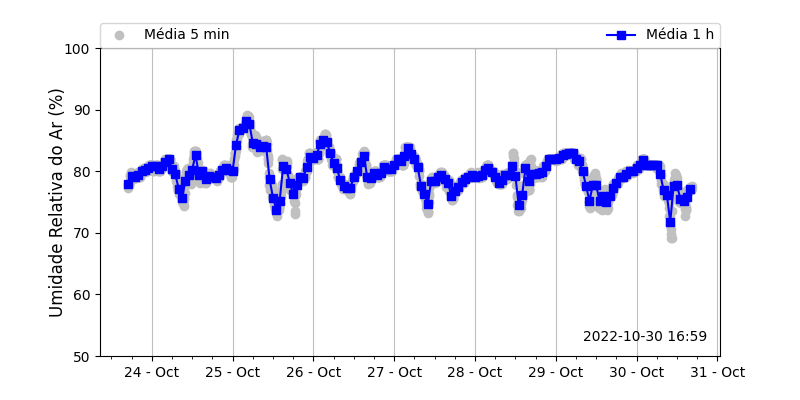 Média 5 min Média 1 h
100
90
80
70
60
50
Umidade Relativa do Ar (%)
2022-10-30 16:59
24 - Oct 25 - Oct 26 - Oct 27 - Oct 28 - Oct 29 - Oct 30 - Oct 31 - Oct